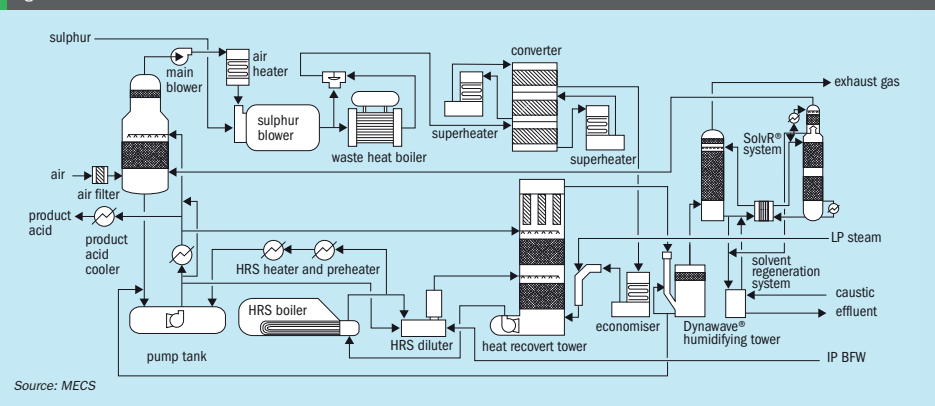 sulphur
main
blower
air
heater
sulphur
blower
waste heat boiler
converter
superheater
superheater
exhaust gas
SolvR®
system
air
air filter
product
acid
product
acid
cooler
HRS heater and preheater
HRS boiler
pump tank
HRS diluter
heat recovert tower
economiser
Dynawave®
humidifying tower
LP steam
solvent
regeneration
system
caustic
effluent
IP BFW
Source: MECS